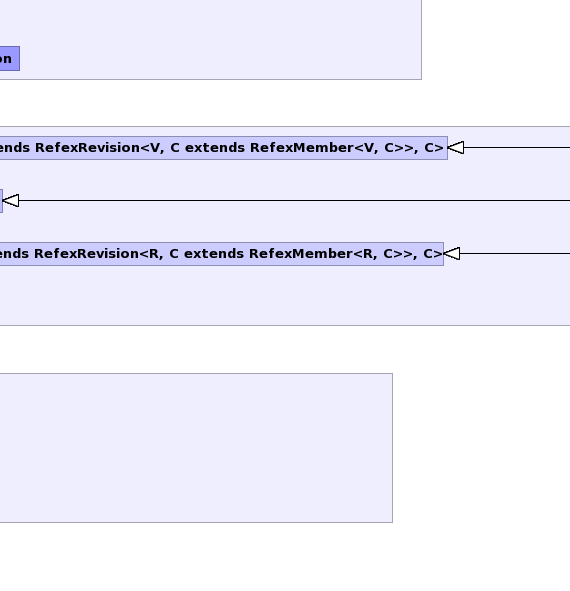 on
ends RefexRevision<V, C extends RefexMember<V, C>>, C>
ends RefexRevision<R, C extends RefexMember<R, C>>, C>